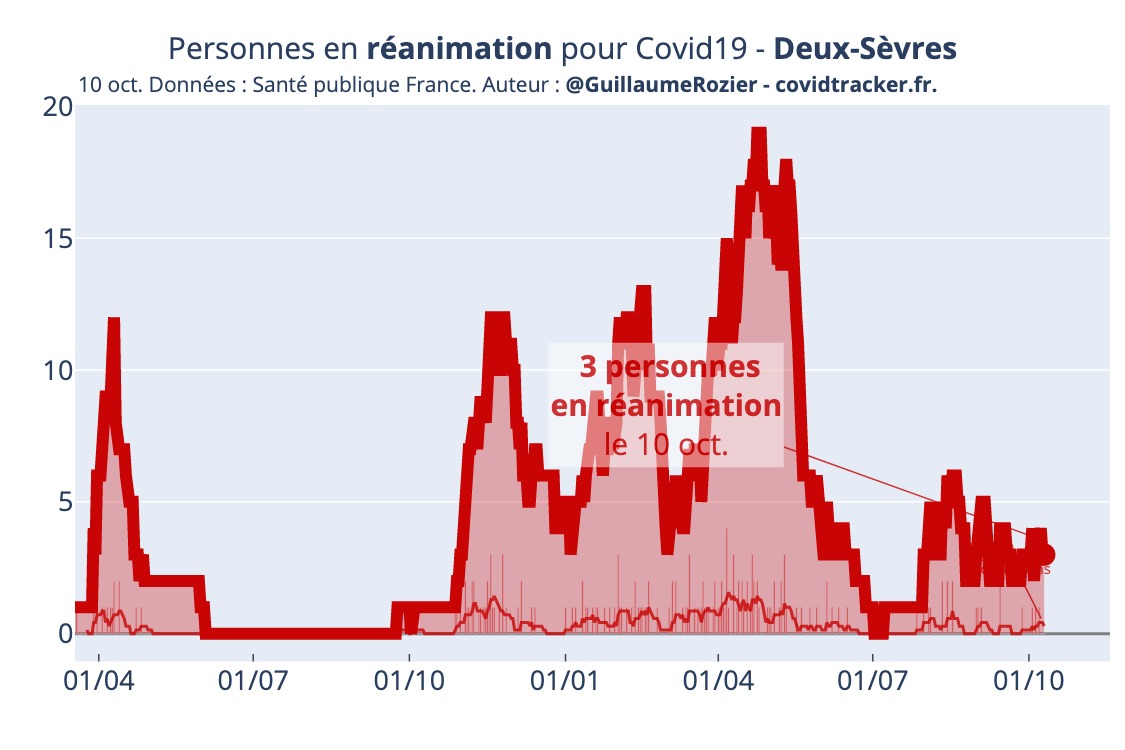 Personnes en réanimation pour Covid19 - Deux-Sèvres
10 oct. Données : Santé publique France. Auteur : @GuillaumeRozier - covidtracker.fr.
20
15
10
5
0
3 personnes
en réanimation
le 10 oct.
01/04
01/07
01/10
01/01
01/04
01/07
01/10